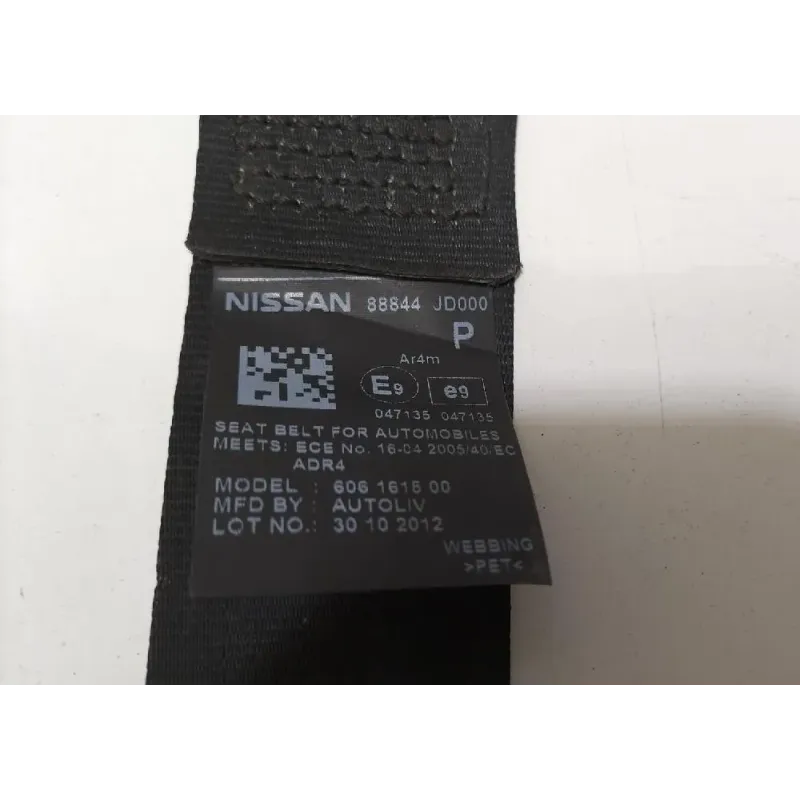 NISSAN 88844 JD000
P
Ar4m
E9 e9
047135 047135
SEAT BELT FOR AUTOMOBILES
MEETS: ECE No. 16-04 2005/40/EC
ADR4
MODEL : 606 1615 00
MFD BY : AUTOLIV
LOT NO.: 30 10 2012
WEBBING
>PET<